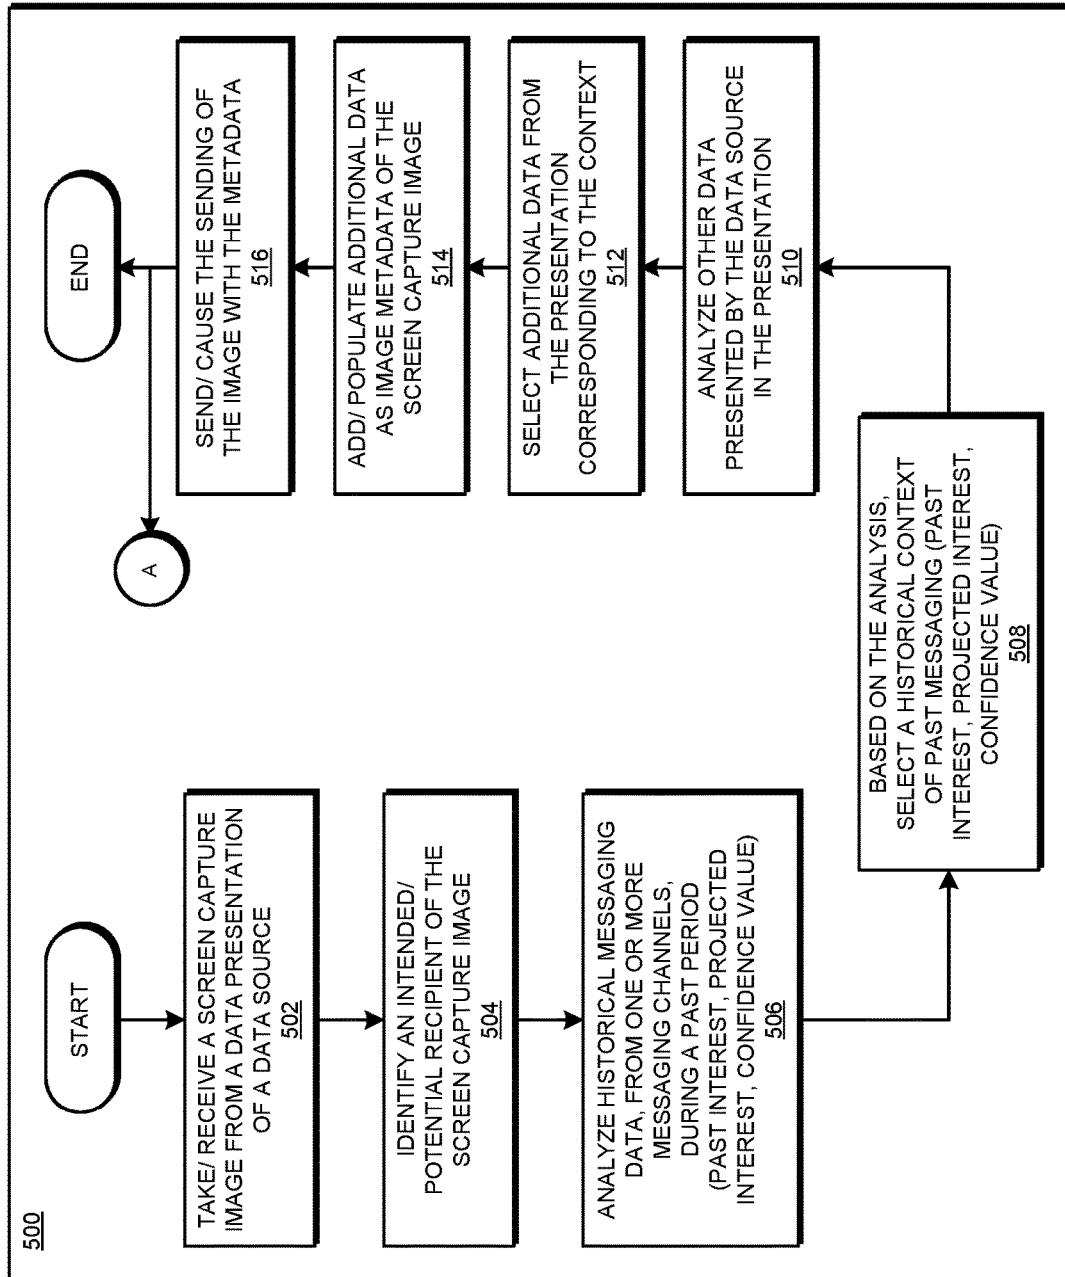 500
START
TAKE/ RECEIVE A SCREEN CAPTURE
IMAGE FROM A DATA PRESENTATION
OF A DATA SOURCE
502
IDENTIFY AN INTENDED/
POTENTIAL RECIPIENT OF THE
SCREEN CAPTURE IMAGE
504
ANALYZE HISTORICAL MESSAGING
DATA, FROM ONE OR MORE
MESSAGING CHANNELS,
DURING A PAST PERIOD
(PAST INTEREST, PROJECTED
INTEREST, CONFIDENCE VALUE)
506
BASED ON THE ANALYSIS,
SELECT A HISTORICAL CONTEXT
OF PAST MESSAGING (PAST
INTEREST, PROJECTED INTEREST,
CONFIDENCE VALUE)
508
ANALYZE OTHER DATA
PRESENTED BY THE DATA SOURCE
IN THE PRESENTATION
510
SELECT ADDITIONAL DATA FROM
THE PRESENTATION
CORRESPONDING TO THE CONTEXT
512
ADD/ POPULATE ADDITIONAL DATA
AS IMAGE METADATA OF THE
SCREEN CAPTURE IMAGE
514
SEND/ CAUSE THE SENDING OF
THE IMAGE WITH THE METADATA
516
A
END